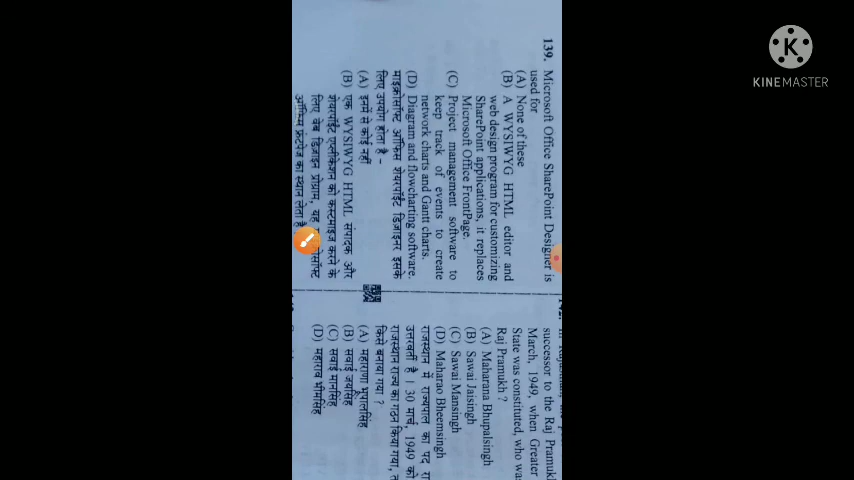 139. Microsoft Office SharePoint Designer is
used for
(A) None of these
(B) A WYSIWYG HTML editor and
web design program for customizing
SharePoint applications, it replaces
Microsoft Office FrontPage.
(C) Project management software to
keep track of events to create
network charts and Gantt charts.
(D) Diagram and flowcharting software.
माइक्रोसॉफ्ट ऑफिस शेयरपॉईंट डिज़ाइनर इसके
लिए उपयोग होता है -
(A) इनमें से कोई नहीं
(B) एक WYSIWYG HTML संपादक और
शेयरपॉईंट एप्लीकेशन को कस्टमाइज करने के
लिए वेब डिज़ाइन प्रोग्राम, यह
ऑफिस फ्रंटपेज का स्थान लेता है
successor to the Raj Pramukh
March, 1949, when Greater
State was constituted, who was
Raj Pramukh ?
(A) Maharana Bhupalsingh
(B) Sawai Jaisingh
(C) Sawai Mansingh
(D) Maharao Bheemsingh
राजस्थान में राज्यपाल का पद
उत्तरवर्ती है । 30 मार्च, 1949 को
राजस्थान राज्य का गठन किया गया,
किसे बनाया गया ?
(A) महाराणा भूपालसिंह
(B) सवाई जयसिंह
(C) सवाई मानसिंह
(D) महाराव भीमसिंह
KINEMASTER